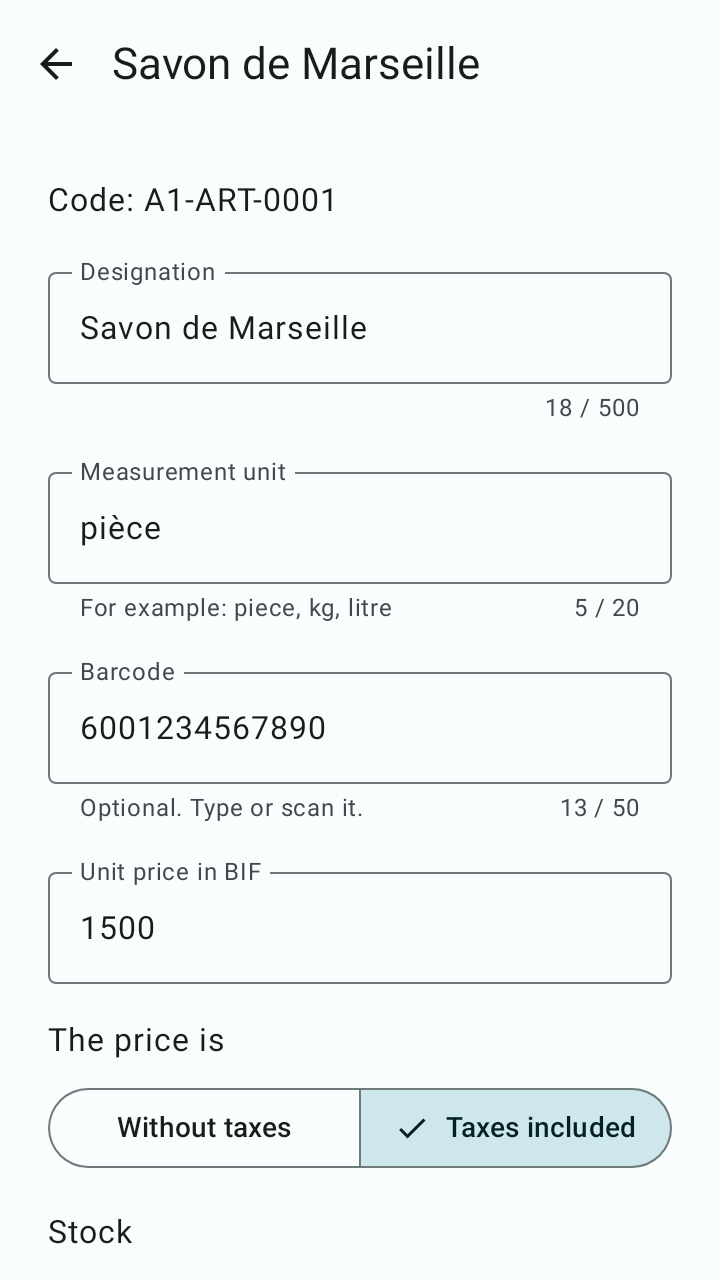 Savon de Marseille
Code: A1-ART-0001
Designation
Savon de Marseille
18 / 500
Measurement unit
pièce
For example: piece, kg, litre 5 / 20
Barcode
6001234567890
Optional. Type or scan it. 13 / 50
Unit price in BIF
1500
The price is
Without taxes Taxes included
Stock